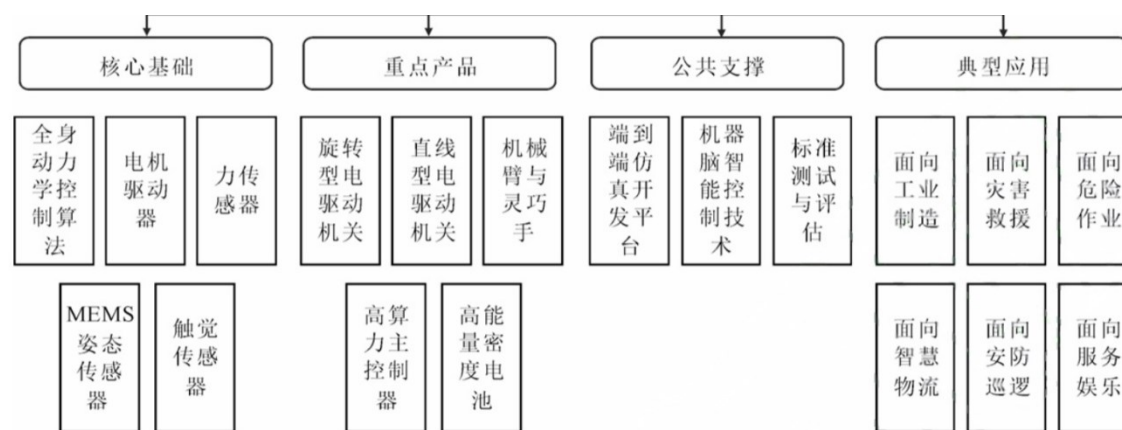 核心基础
重点产品
公共支撑
典型应用
全身
动力
学控
制算
法
电机
驱动
器
力传
感器
旋转
型电
驱动
机关
直线
型电
驱动
机关
机械
臂与
灵巧
手
端到
端仿
真开
发平
台
机器
脑智
能控
制技
术
标准
测试
与评
估
面向
工业
制造
面向
灾害
救援
面向
危险
作业
MEMS
姿态
传感
器
触觉
传感
器
高算
力主
控制
器
高能
量密
度电
池
面向
智慧
物流
面向
安防
巡逻
面向
服务
娱乐